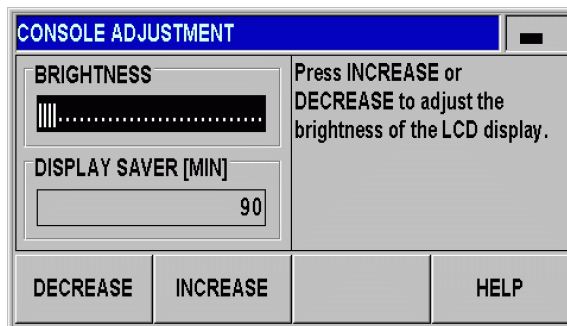 CONSOLE ADJUSTMENT
BRIGHTNESS
DISPLAY SAVER [MIN]
90
Press INCREASE or
DECREASE to adjust the
brightness of the LCD display.
DECREASE
INCREASE
HELP